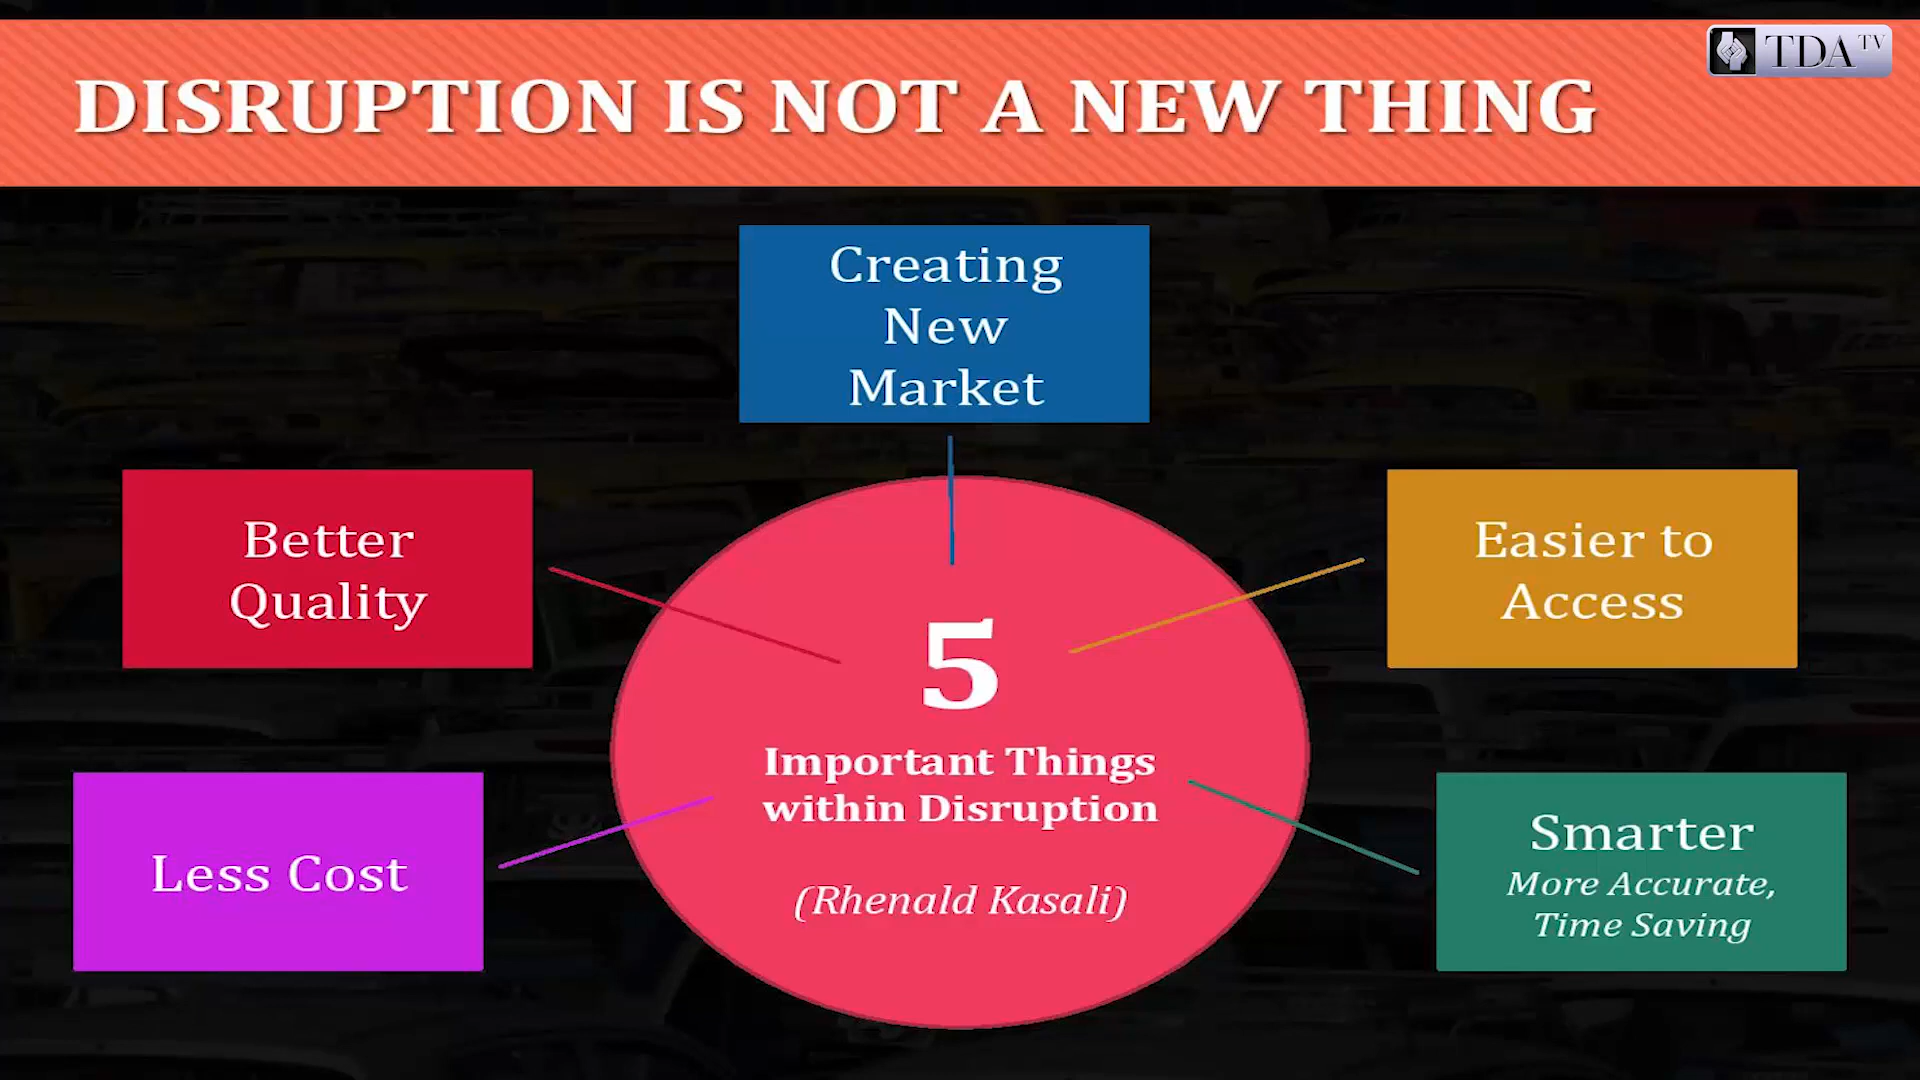 TDA TV
DISRUPTION IS NOT A NEW THING
Creating
New
Market
Better
Quality
Easier to
Access
5
Important Things
within Disruption
(Rhenald Kasali)
Less Cost
Smarter
More Accurate,
Time Saving